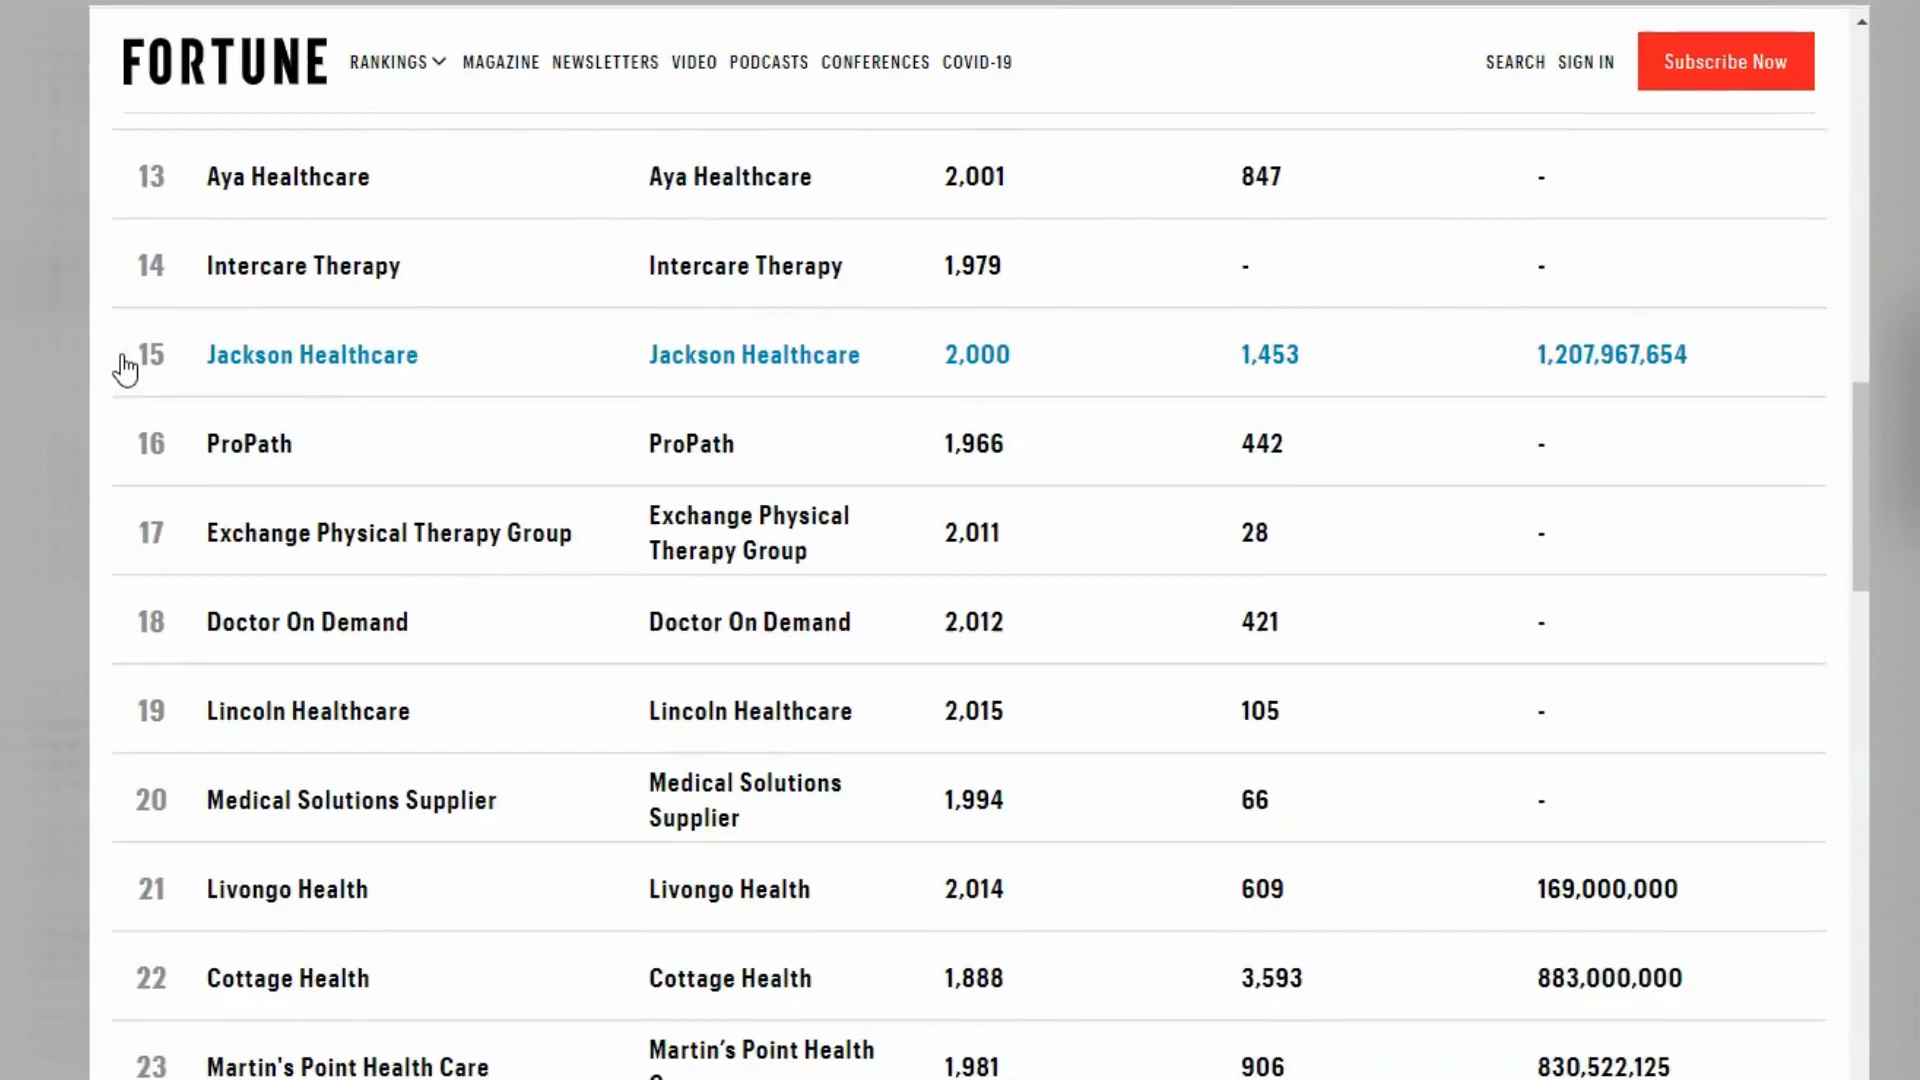 FORTUNE RANKINGS MAGAZINE NEWSLETTERS VIDEO PODCASTS CONFERENCES COVID-19 SEARCH SIGN IN Subscribe Now
13 Aya Healthcare Aya Healthcare 2,001 847 -
14 Intercare Therapy Intercare Therapy 1,979 - -
15 Jackson Healthcare Jackson Healthcare 2,000 1,453 1,207,967,654
16 ProPath ProPath 1,966 442 -
17 Exchange Physical Therapy Group Exchange Physical Therapy Group 2,011 28 -
18 Doctor On Demand Doctor On Demand 2,012 421 -
19 Lincoln Healthcare Lincoln Healthcare 2,015 105 -
20 Medical Solutions Supplier Medical Solutions Supplier 1,994 66 -
21 Livongo Health Livongo Health 2,014 609 169,000,000
22 Cottage Health Cottage Health 1,888 3,593 883,000,000
23 Martin's Point Health Care Martin's Point Health 1,981 906 830,522,125